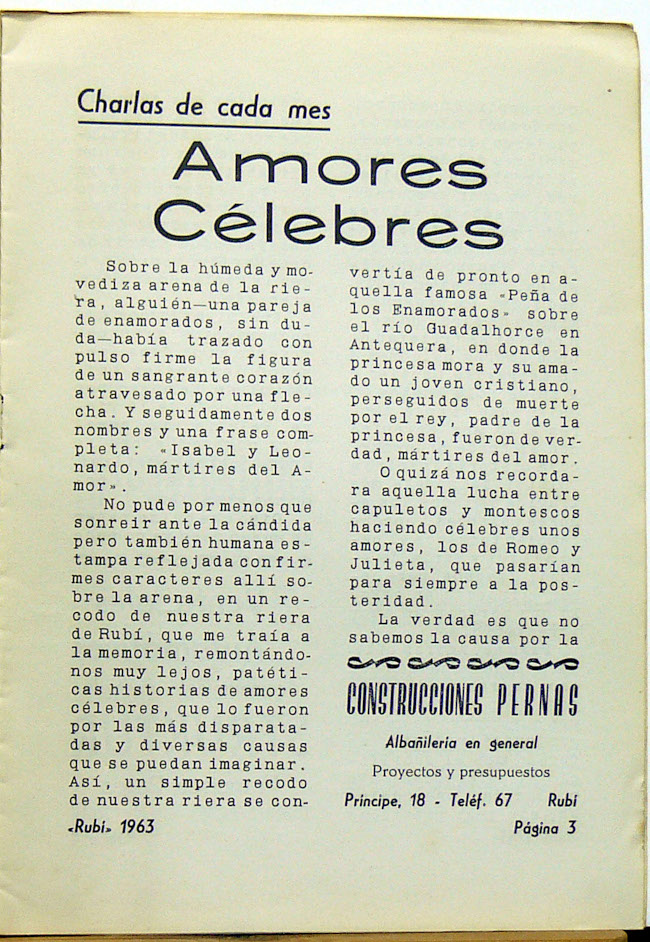 Charlas de cada mes
Amores
Célebres
Sobre la húmeda y mo-
vediza arena de la rie-
ra, alguién—una pareja
de enamorados, sin du-
da—había trazado con
pulso firme la figura
de un sangrante corazón
atravesado por una fle-
cha. Y seguidamente dos
nombres y una frase com-
pleta: «Isabel y Leo-
nardo, mártires del A-
mor».
No pude por menos que
sonreir ante la cándida
pero también humana es-
tampa reflejada con fir-
mes caracteres allí so-
bre la arena, en un re-
codo de nuestra riera
de Rubí, que me traía a
la memoria, remontándo-
nos muy lejos, patéti-
cas historias de amores
célebres, que lo fueron
por las más disparata-
das y diversas causas
que se puedan imaginar.
Así, un simple recodo
de nuestra riera se con-
vertía de pronto en a-
quella famosa «Peña de
los Enamorados» sobre
el río Guadalhorce en
Antequera, en donde la
princesa mora y su ama-
do un joven cristiano,
perseguidos de muerte
por el rey, padre de la
princesa, fueron de ver-
dad, mártires del amor.
O quizá nos recorda-
ra aquella lucha entre
capuletos y montescos
haciendo célebres unos
amores, los de Romeo y
Julieta, que pasarían
para siempre a la pos-
teridad.
La verdad es que no
sabemos la causa por la
CONSTRUCCIONES PERNAS
Albañilería en general
Proyectos y presupuestos
Príncipe, 18 - Teléf. 67 Rubí
«Rubí» 1963
Página 3